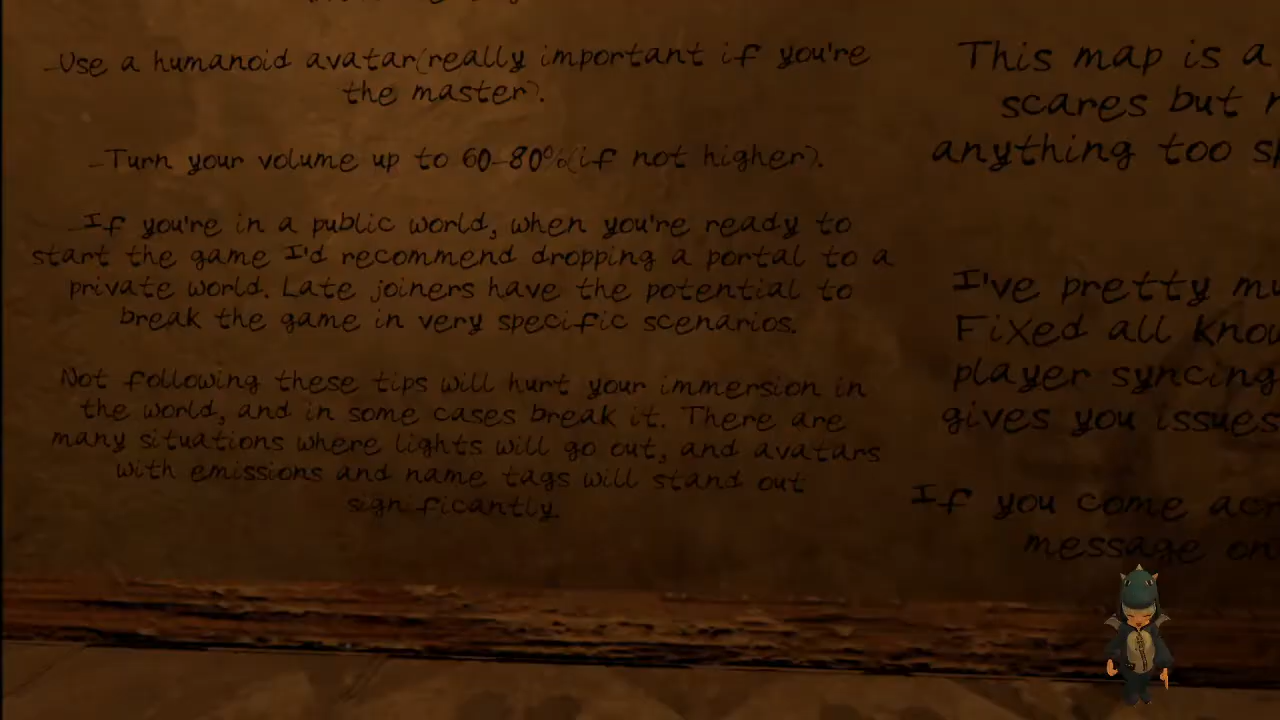 -Use a humanoid avatar(really important if you're
the master).
-Turn your volume up to 60-80%(if not higher).
-If you're in a public world, when you're ready to
start the game I'd recommend dropping a portal to a
private world. Late joiners have the potential to
break the game in very specific scenarios.
Not following these tips will hurt your immersion in
the world, and in some cases break it. There are
many situations where lights will go out, and avatars
with emissions and name tags will stand out
significantly.
This map is a
scares but
anything too
I've pretty
Fixed all
player syncing
gives you issues
If you come
message on